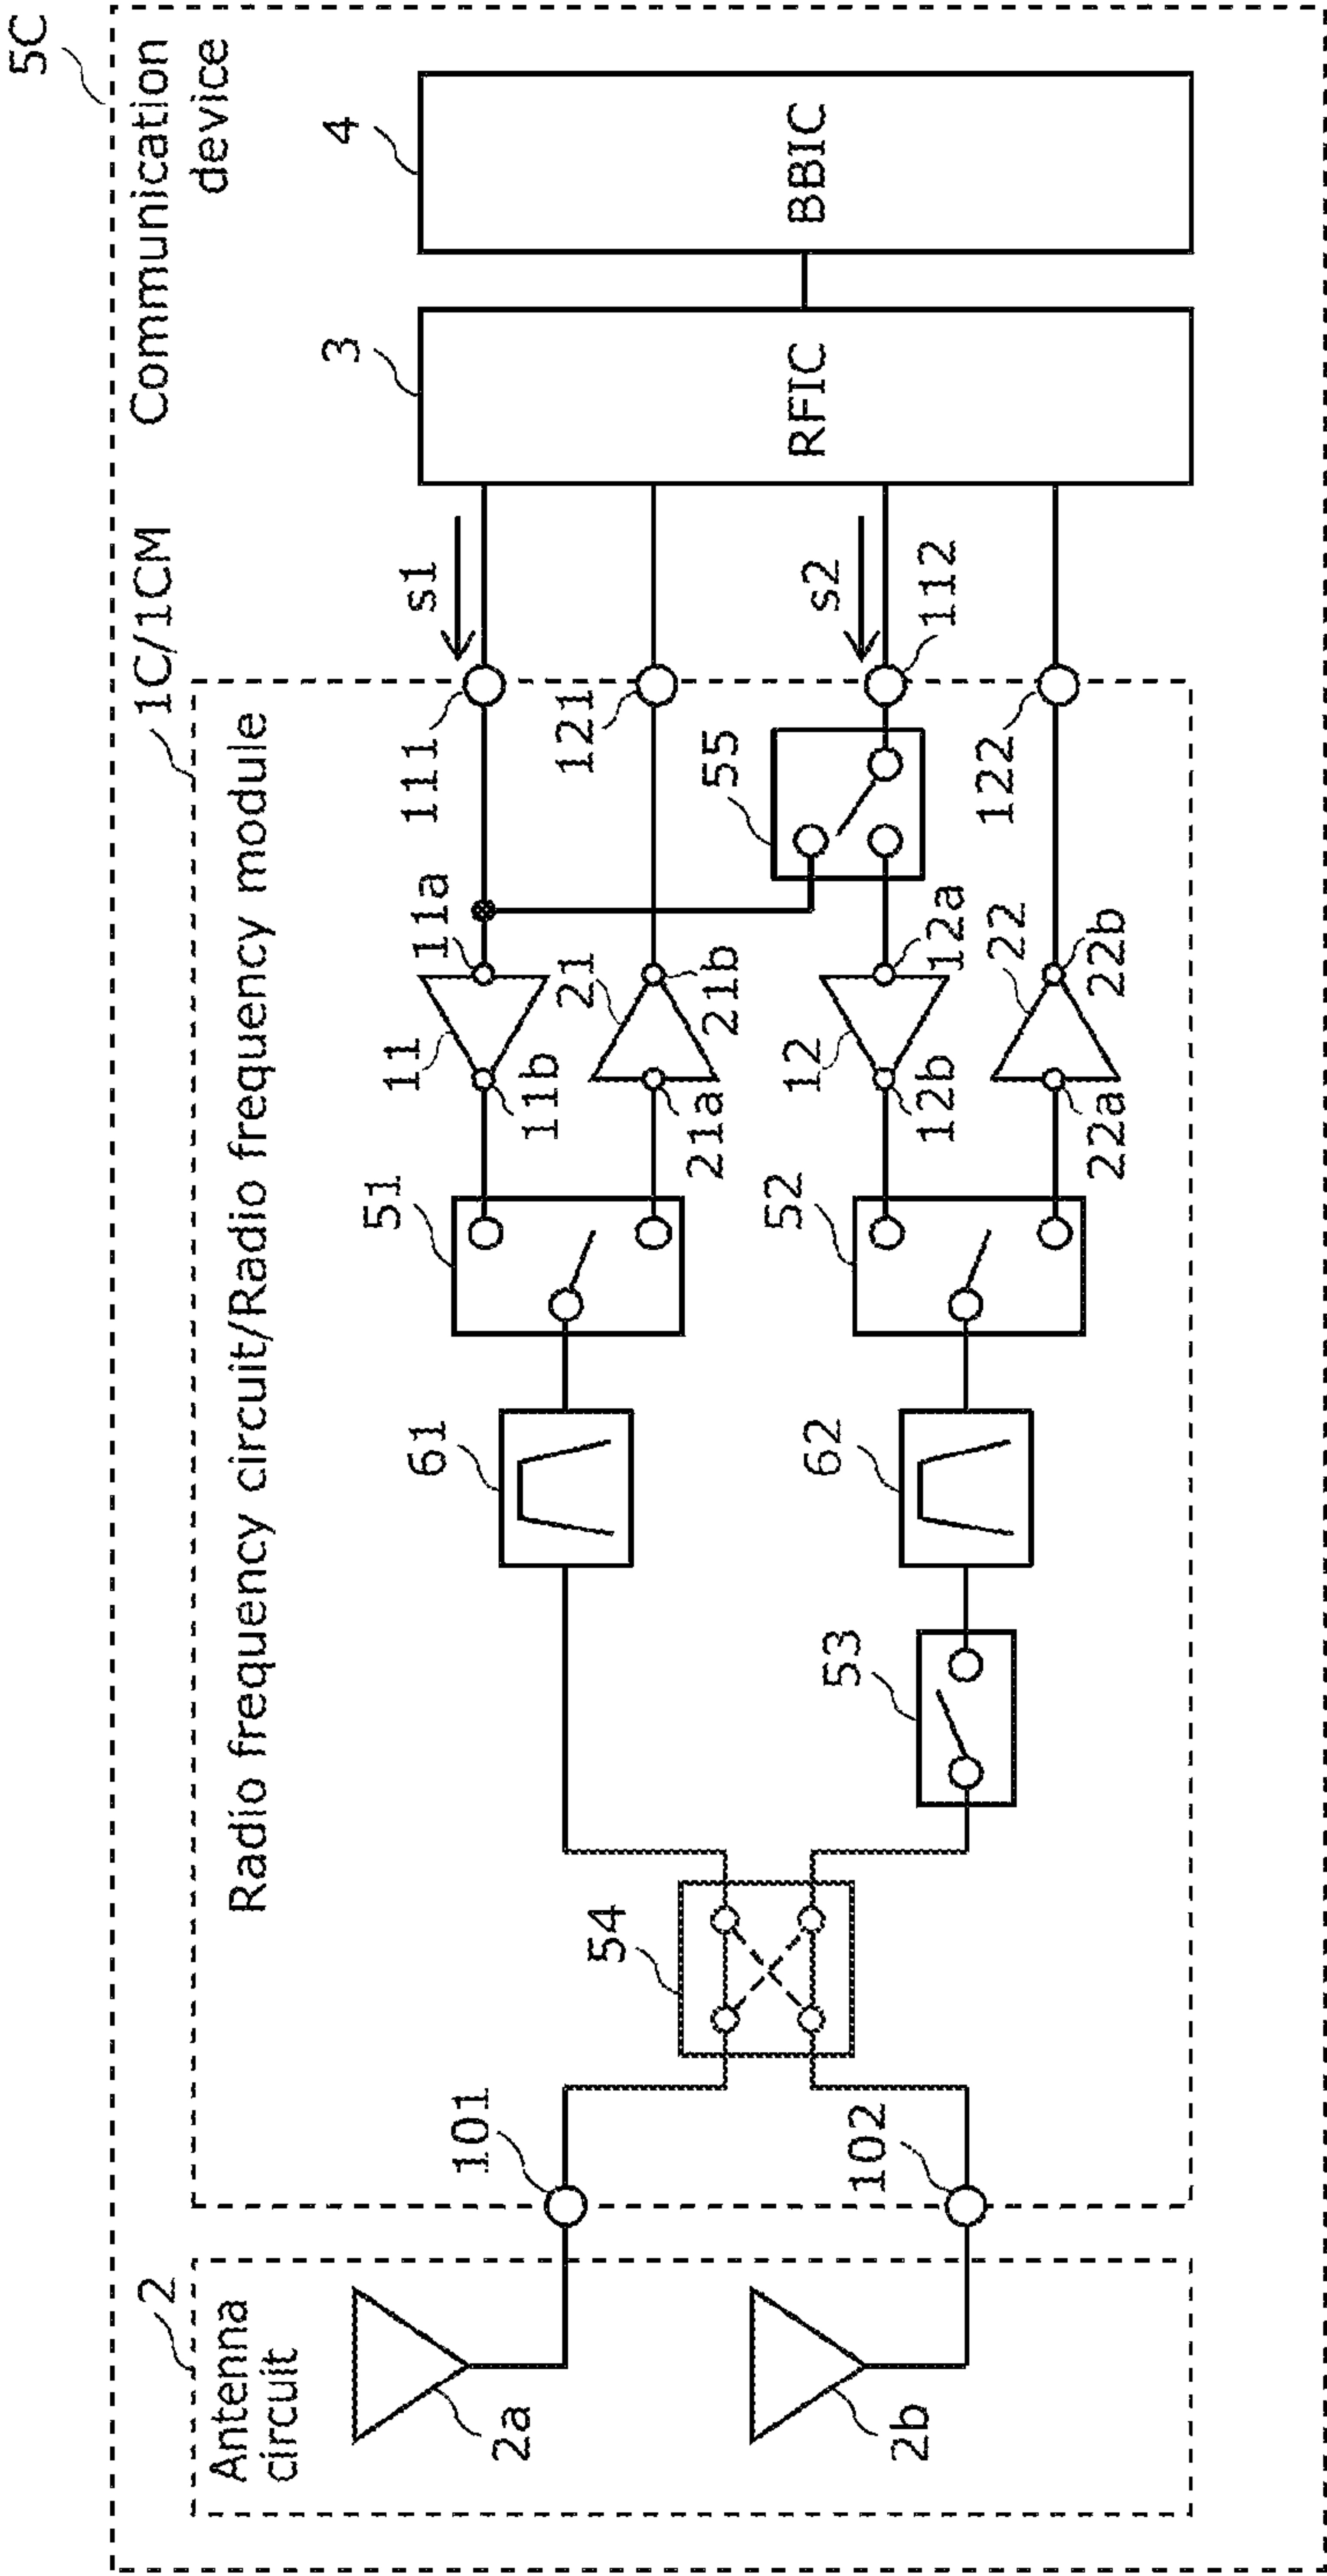 5C
Communication
device
1C/1CM
Radio frequency circuit/Radio frequency module
2
Antenna
circuit
2a
2b
101
102
54
53
61
62
51
52
11
11a
11b
21
21a
21b
12
12a
12b
22
22a
22b
55
111
121
112
122
s1
s2
3
RFIC
4
BBIC